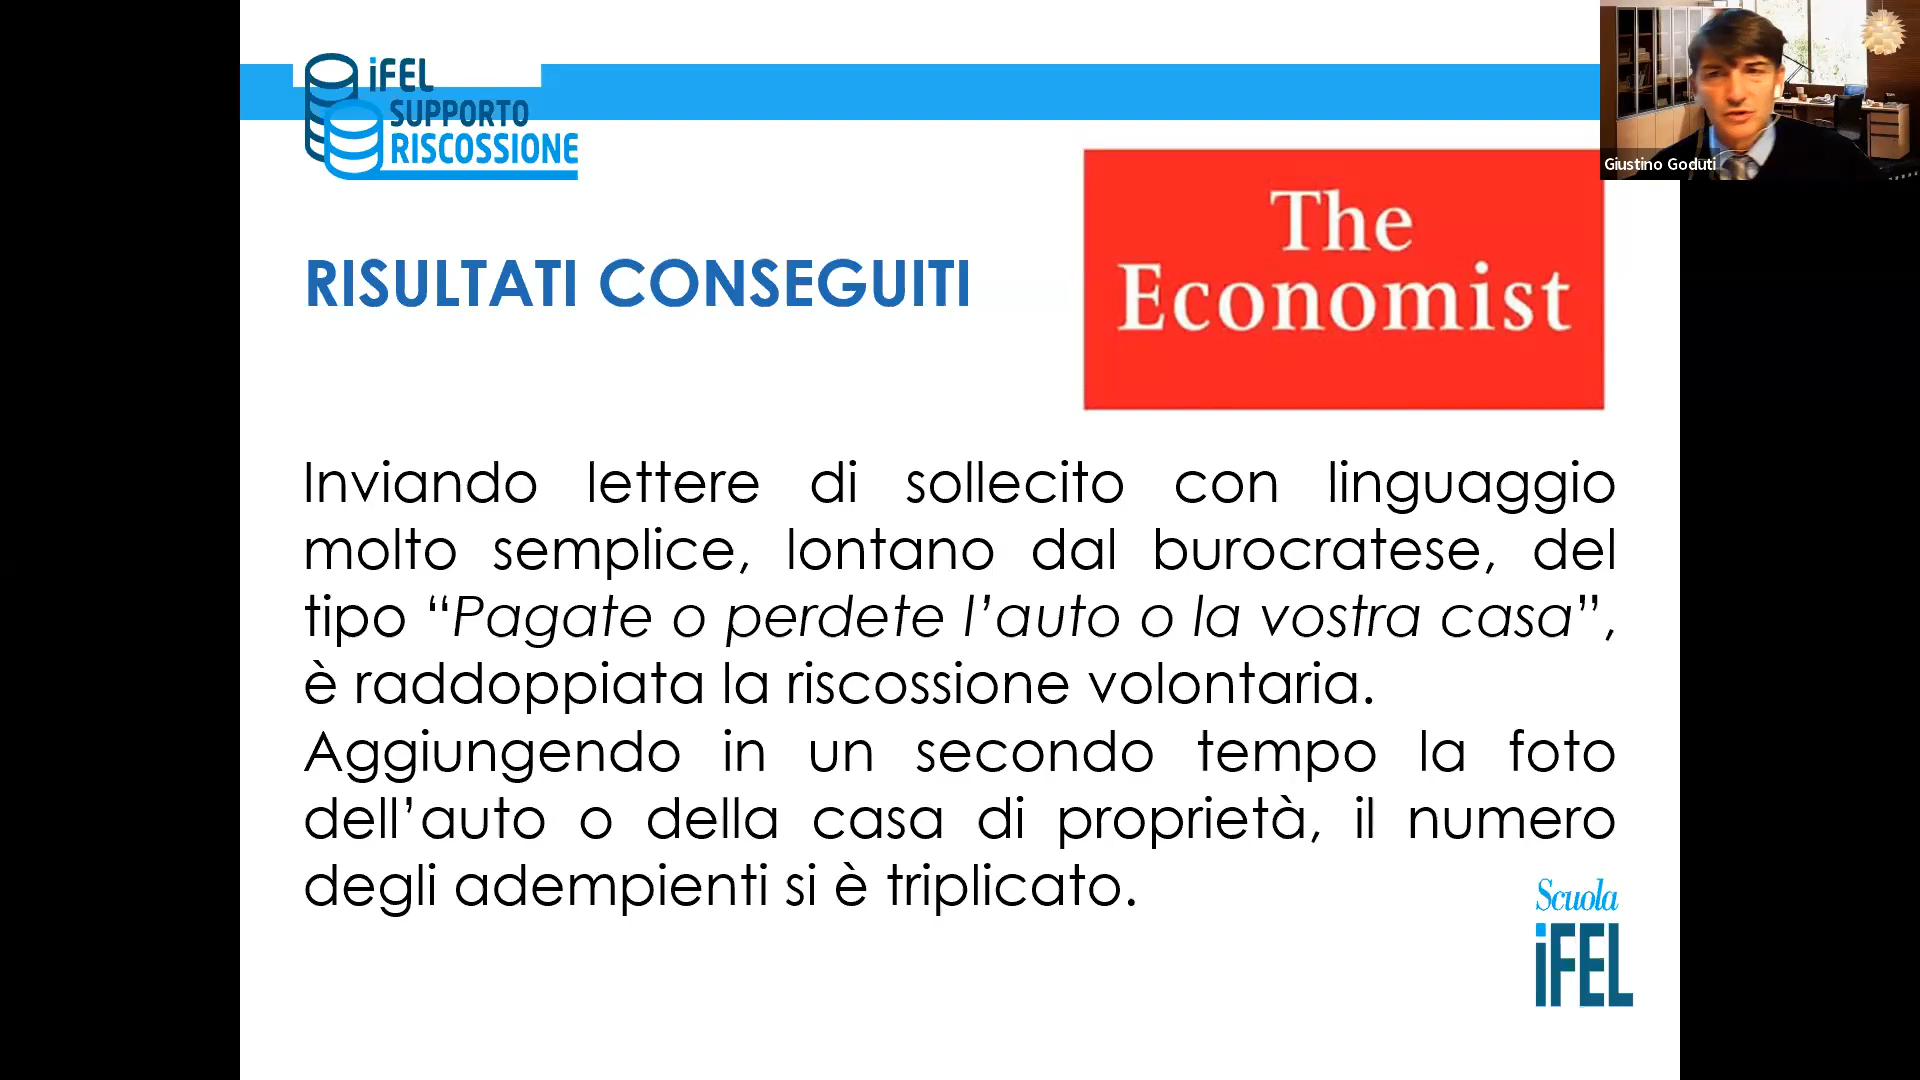 iFEL
SUPPORTO
RISCOSSIONE
Giustino Goduti
The
Economist
RISULTATI CONSEGUITI
Inviando lettere di sollecito con linguaggio
molto semplice, lontano dal burocratese, del
tipo “Pagate o perdete l’auto o la vostra casa”,
è raddoppiata la riscossione volontaria.
Aggiungendo in un secondo tempo la foto
dell’auto o della casa di proprietà, il numero
degli adempienti si è triplicato.
Scuola
iFEL